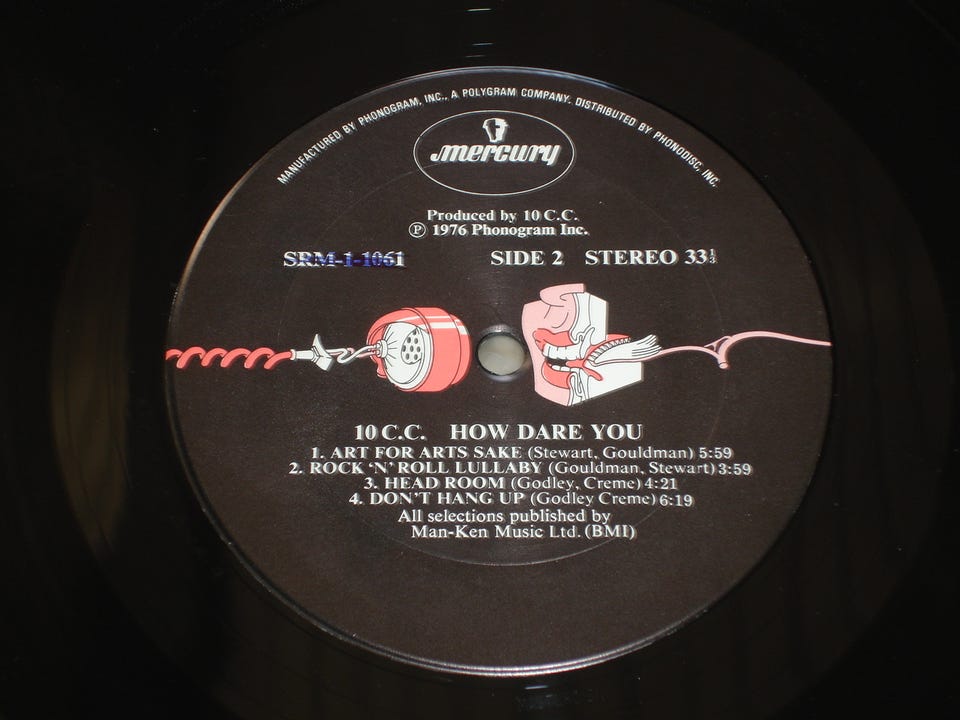 MANUFACTURED BY PHONOGRAM, INC., A POLYGRAM COMPANY. DISTRIBUTED BY PHONODISC, INC.
mercury
Produced by 10 C.C.
Ⓟ 1976 Phonogram Inc.
SRM-1-1061 SIDE 2 STEREO 33⅓
10 C.C. HOW DARE YOU
1. ART FOR ARTS SAKE (Stewart, Gouldman) 5:59
2. ROCK 'N' ROLL LULLABY (Gouldman, Stewart) 3:59
3. HEAD ROOM (Godley, Creme) 4:21
4. DON'T HANG UP (Godley Creme) 6:19
All selections published by
Man-Ken Music Ltd. (BMI)